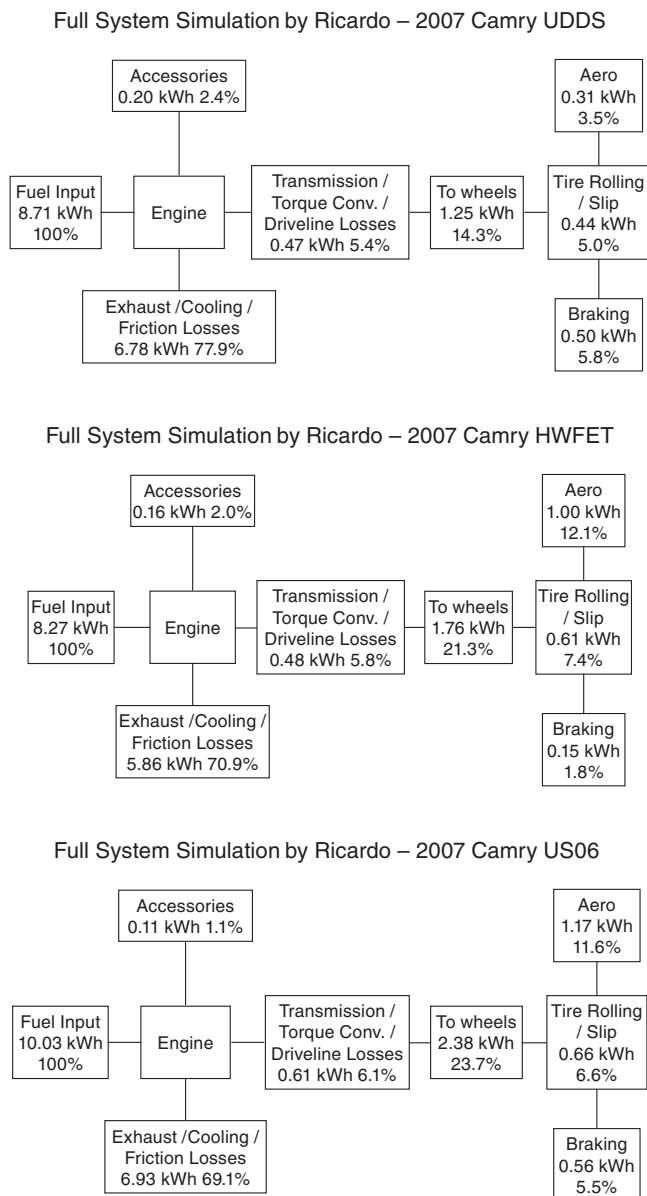 Full System Simulation by Ricardo – 2007 Camry UDDS
Accessories
0.20 kWh 2.4%
Aero
0.31 kWh
3.5%
Fuel Input
8.71 kWh
100%
Engine
Transmission /
Torque Conv. /
Driveline Losses
0.47 kWh 5.4%
To wheels
1.25 kWh
14.3%
Tire Rolling
/ Slip
0.44 kWh
5.0%
Exhaust /Cooling /
Friction Losses
6.78 kWh 77.9%
Braking
0.50 kWh
5.8%
Full System Simulation by Ricardo – 2007 Camry HWFET
Accessories
0.16 kWh 2.0%
Aero
1.00 kWh
12.1%
Fuel Input
8.27 kWh
100%
Engine
Transmission /
Torque Conv. /
Driveline Losses
0.48 kWh 5.8%
To wheels
1.76 kWh
21.3%
Tire Rolling
/ Slip
0.61 kWh
7.4%
Exhaust /Cooling /
Friction Losses
5.86 kWh 70.9%
Braking
0.15 kWh
1.8%
Full System Simulation by Ricardo – 2007 Camry US06
Accessories
0.11 kWh 1.1%
Aero
1.17 kWh
11.6%
Fuel Input
10.03 kWh
100%
Engine
Transmission /
Torque Conv. /
Driveline Losses
0.61 kWh 6.1%
To wheels
2.38 kWh
23.7%
Tire Rolling
/ Slip
0.66 kWh
6.6%
Exhaust /Cooling /
Friction Losses
6.93 kWh 69.1%
Braking
0.56 kWh
5.5%